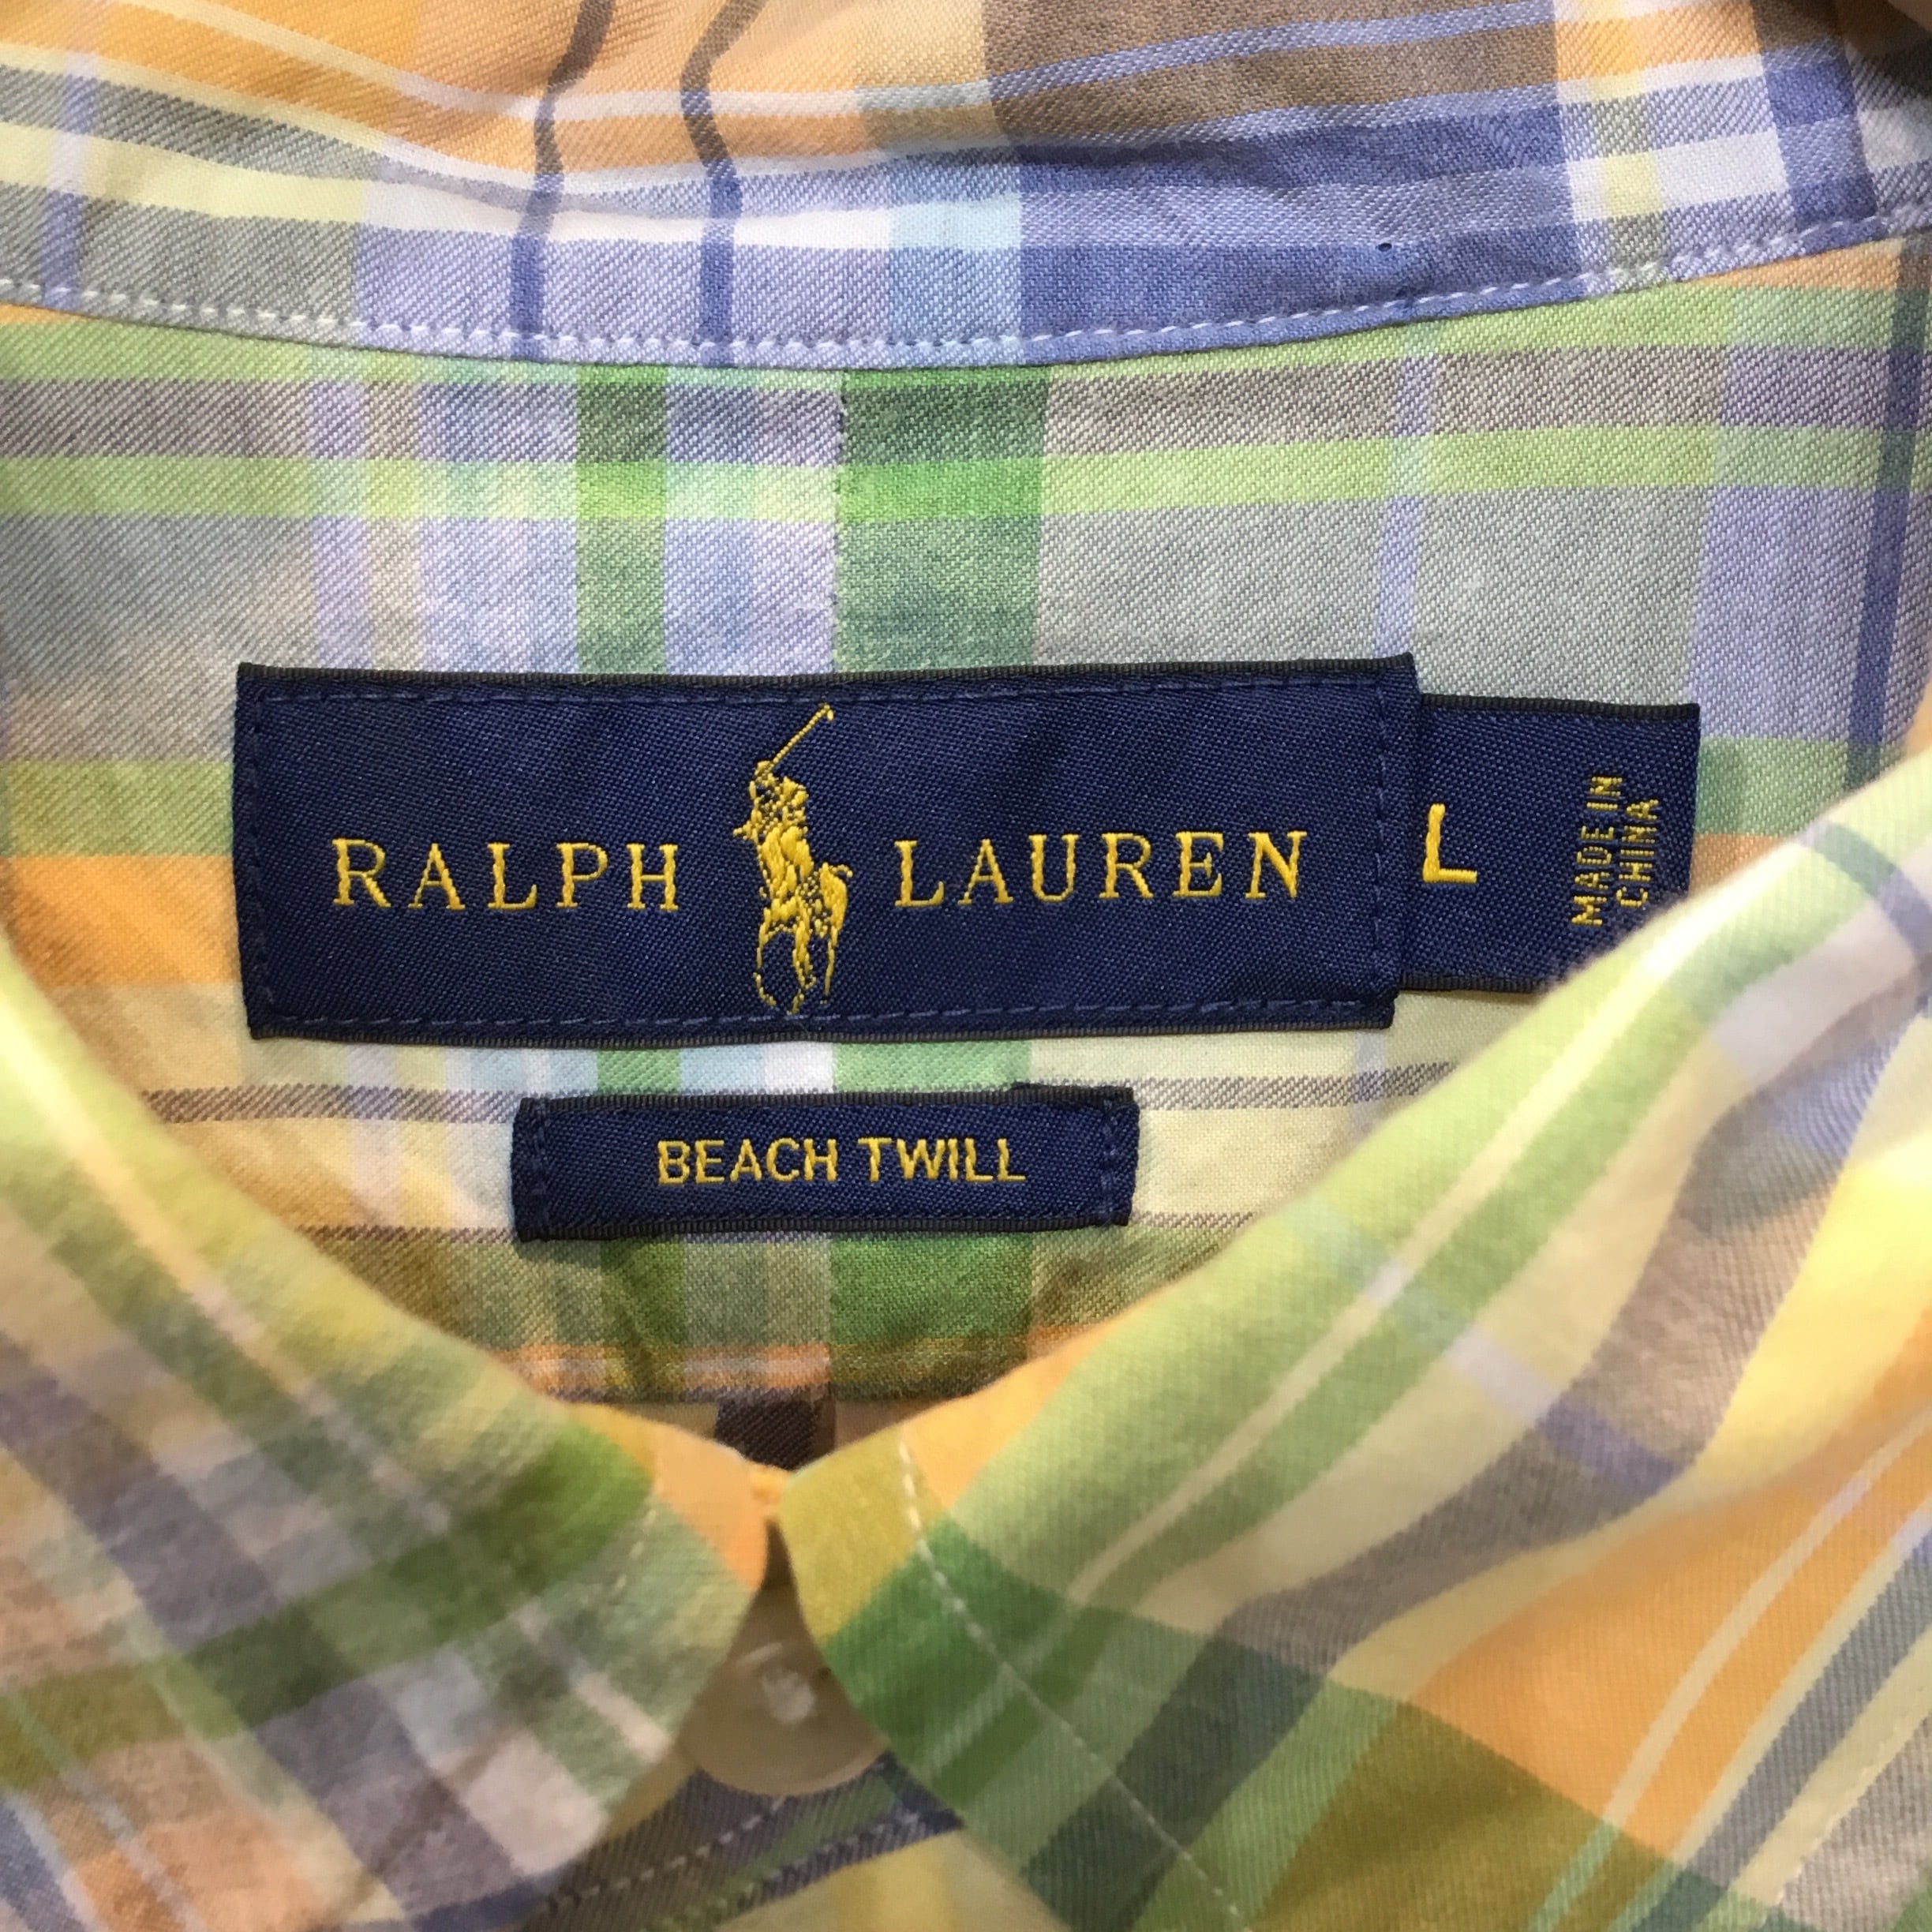 RALPH LAUREN
L
MADE IN
CHINA
BEACH TWILL